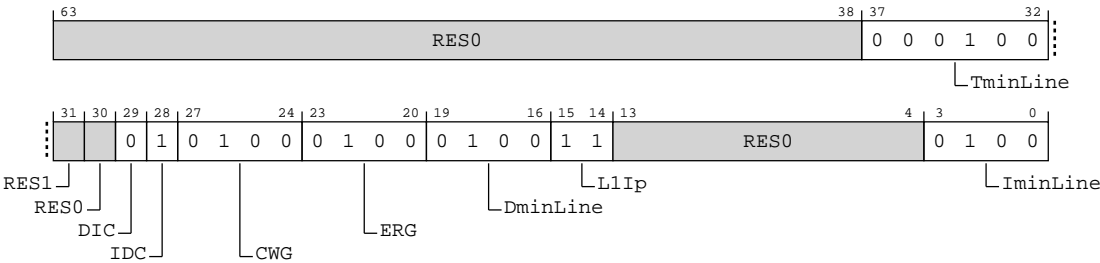 63 38 37 32
RES0 0 0 0 1 0 0
TminLine
31 30 29 28 27 24 23 20 19 16 15 14 13 4 3 0
0 1 0 1 0 0 0 1 0 0 0 1 0 0 1 1 RES0 0 1 0 0
RES1 L1Ip IminLine
RES0 DminLine
DIC ERG
IDC CWG